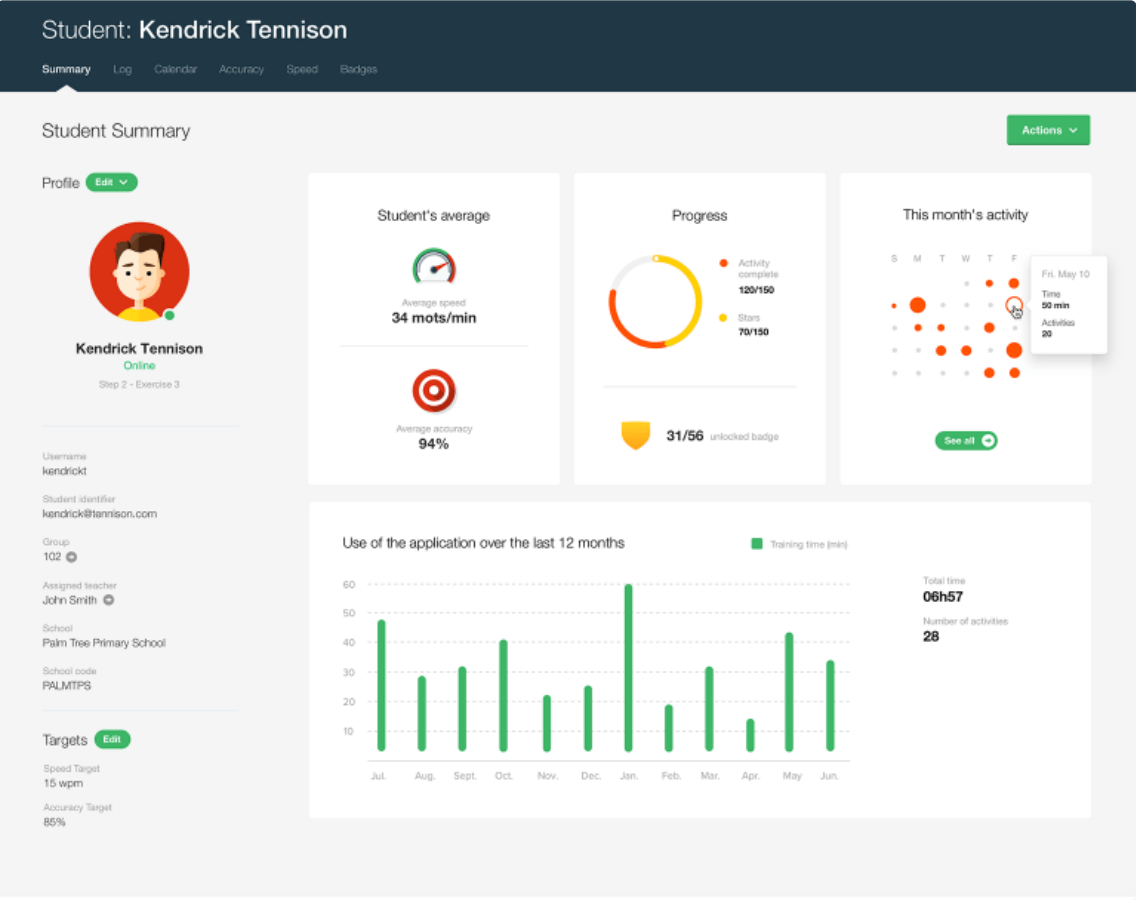 Student: Kendrick Tennison
Summary Log Calendar Accuracy Speed Badges
Student Summary
Actions
Profile Edit
Kendrick Tennison
Online
Step 2 - Exercise 3
Username
kendrickt
Student identifier
kendrick@tennison.com
Group
102
Assigned teacher
John Smith
School
Palm Tree Primary School
School code
PALMTPS
Targets Edit
Speed Target
15 wpm
Accuracy Target
85%
Student's average
Average speed
34 mots/min
Average accuracy
94%
Progress
Activity
complete
120/150
Stars
70/150
31/56 unlocked badge
This month's activity
S M T W T F
Fri. May 10
Time
50 min
Activities
20
See all
Use of the application over the last 12 months
Training time (min)
60
50
40
30
20
10
Jul. Aug. Sept. Oct. Nov. Dec. Jan. Feb. Mar. Apr. May Jun.
Total time
06h57
Number of activities
28